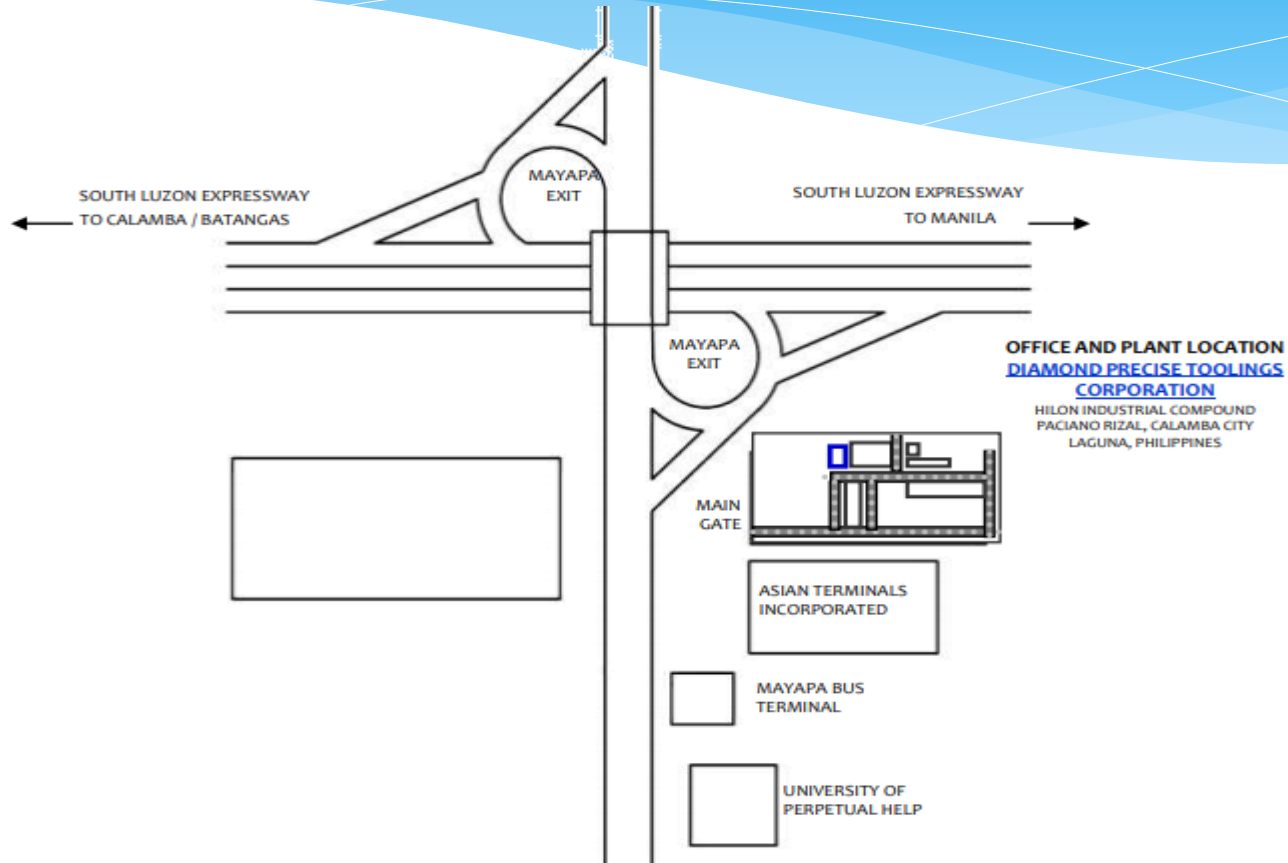 MAYAPA
EXIT
SOUTH LUZON EXPRESSWAY
TO CALAMBA / BATANGAS
SOUTH LUZON EXPRESSWAY
TO MANILA
MAYAPA
EXIT
OFFICE AND PLANT LOCATION
DIAMOND PRECISE TOOLINGS
CORPORATION
HILON INDUSTRIAL COMPOUND
PACIANO RIZAL, CALAMBA CITY
LAGUNA, PHILIPPINES
MAIN
GATE
ASIAN TERMINALS
INCORPORATED
MAYAPA BUS
TERMINAL
UNIVERSITY OF
PERPETUAL HELP